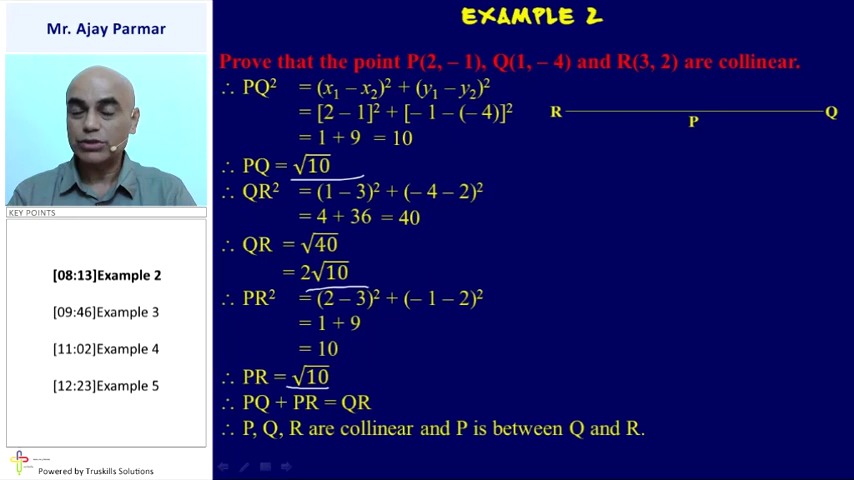 Mr. Ajay Parmar
KEY POINTS
[08:13]Example 2
[09:46]Example 3
[11:02]Example 4
[12:23]Example 5
Powered by Truskills Solutions
EXAMPLE 2
Prove that the point P(2, – 1), Q(1, – 4) and R(3, 2) are collinear.
∴ PQ² = (x₁ – x₂)² + (y₁ – y₂)²
= [2 – 1]² + [– 1 – (– 4)]²
= 1 + 9 = 10
∴ PQ = √10
∴ QR² = (1 – 3)² + (– 4 – 2)²
= 4 + 36 = 40
∴ QR = √40
= 2√10
∴ PR² = (2 – 3)² + (– 1 – 2)²
= 1 + 9
= 10
∴ PR = √10
∴ PQ + PR = QR
∴ P, Q, R are collinear and P is between Q and R.
R P Q